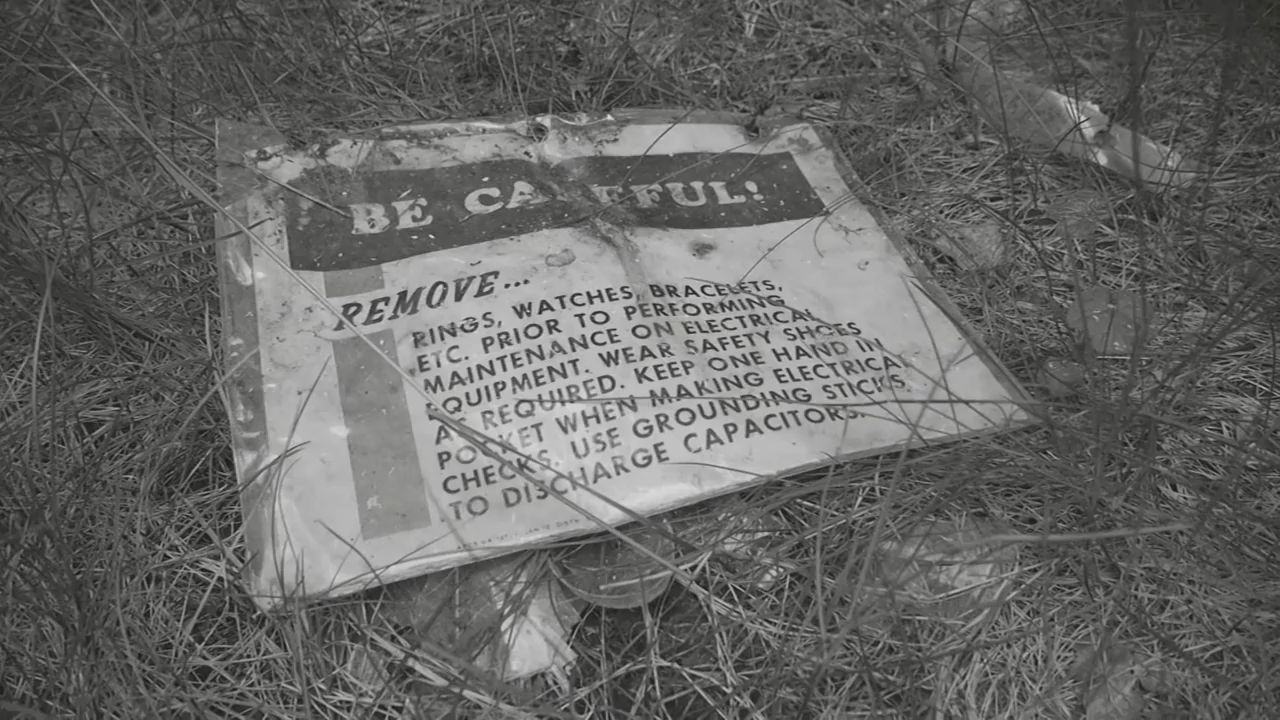 BE CAREFUL!
REMOVE...
RINGS, WATCHES, BRACELETS,
ETC. PRIOR TO PERFORMING
MAINTENANCE ON ELECTRICAL
EQUIPMENT. WEAR SAFETY SHOES
AS REQUIRED. KEEP ONE HAND IN
POCKET WHEN MAKING ELECTRICAL
CHECKS. USE GROUNDING STICKS
TO DISCHARGE CAPACITORS.